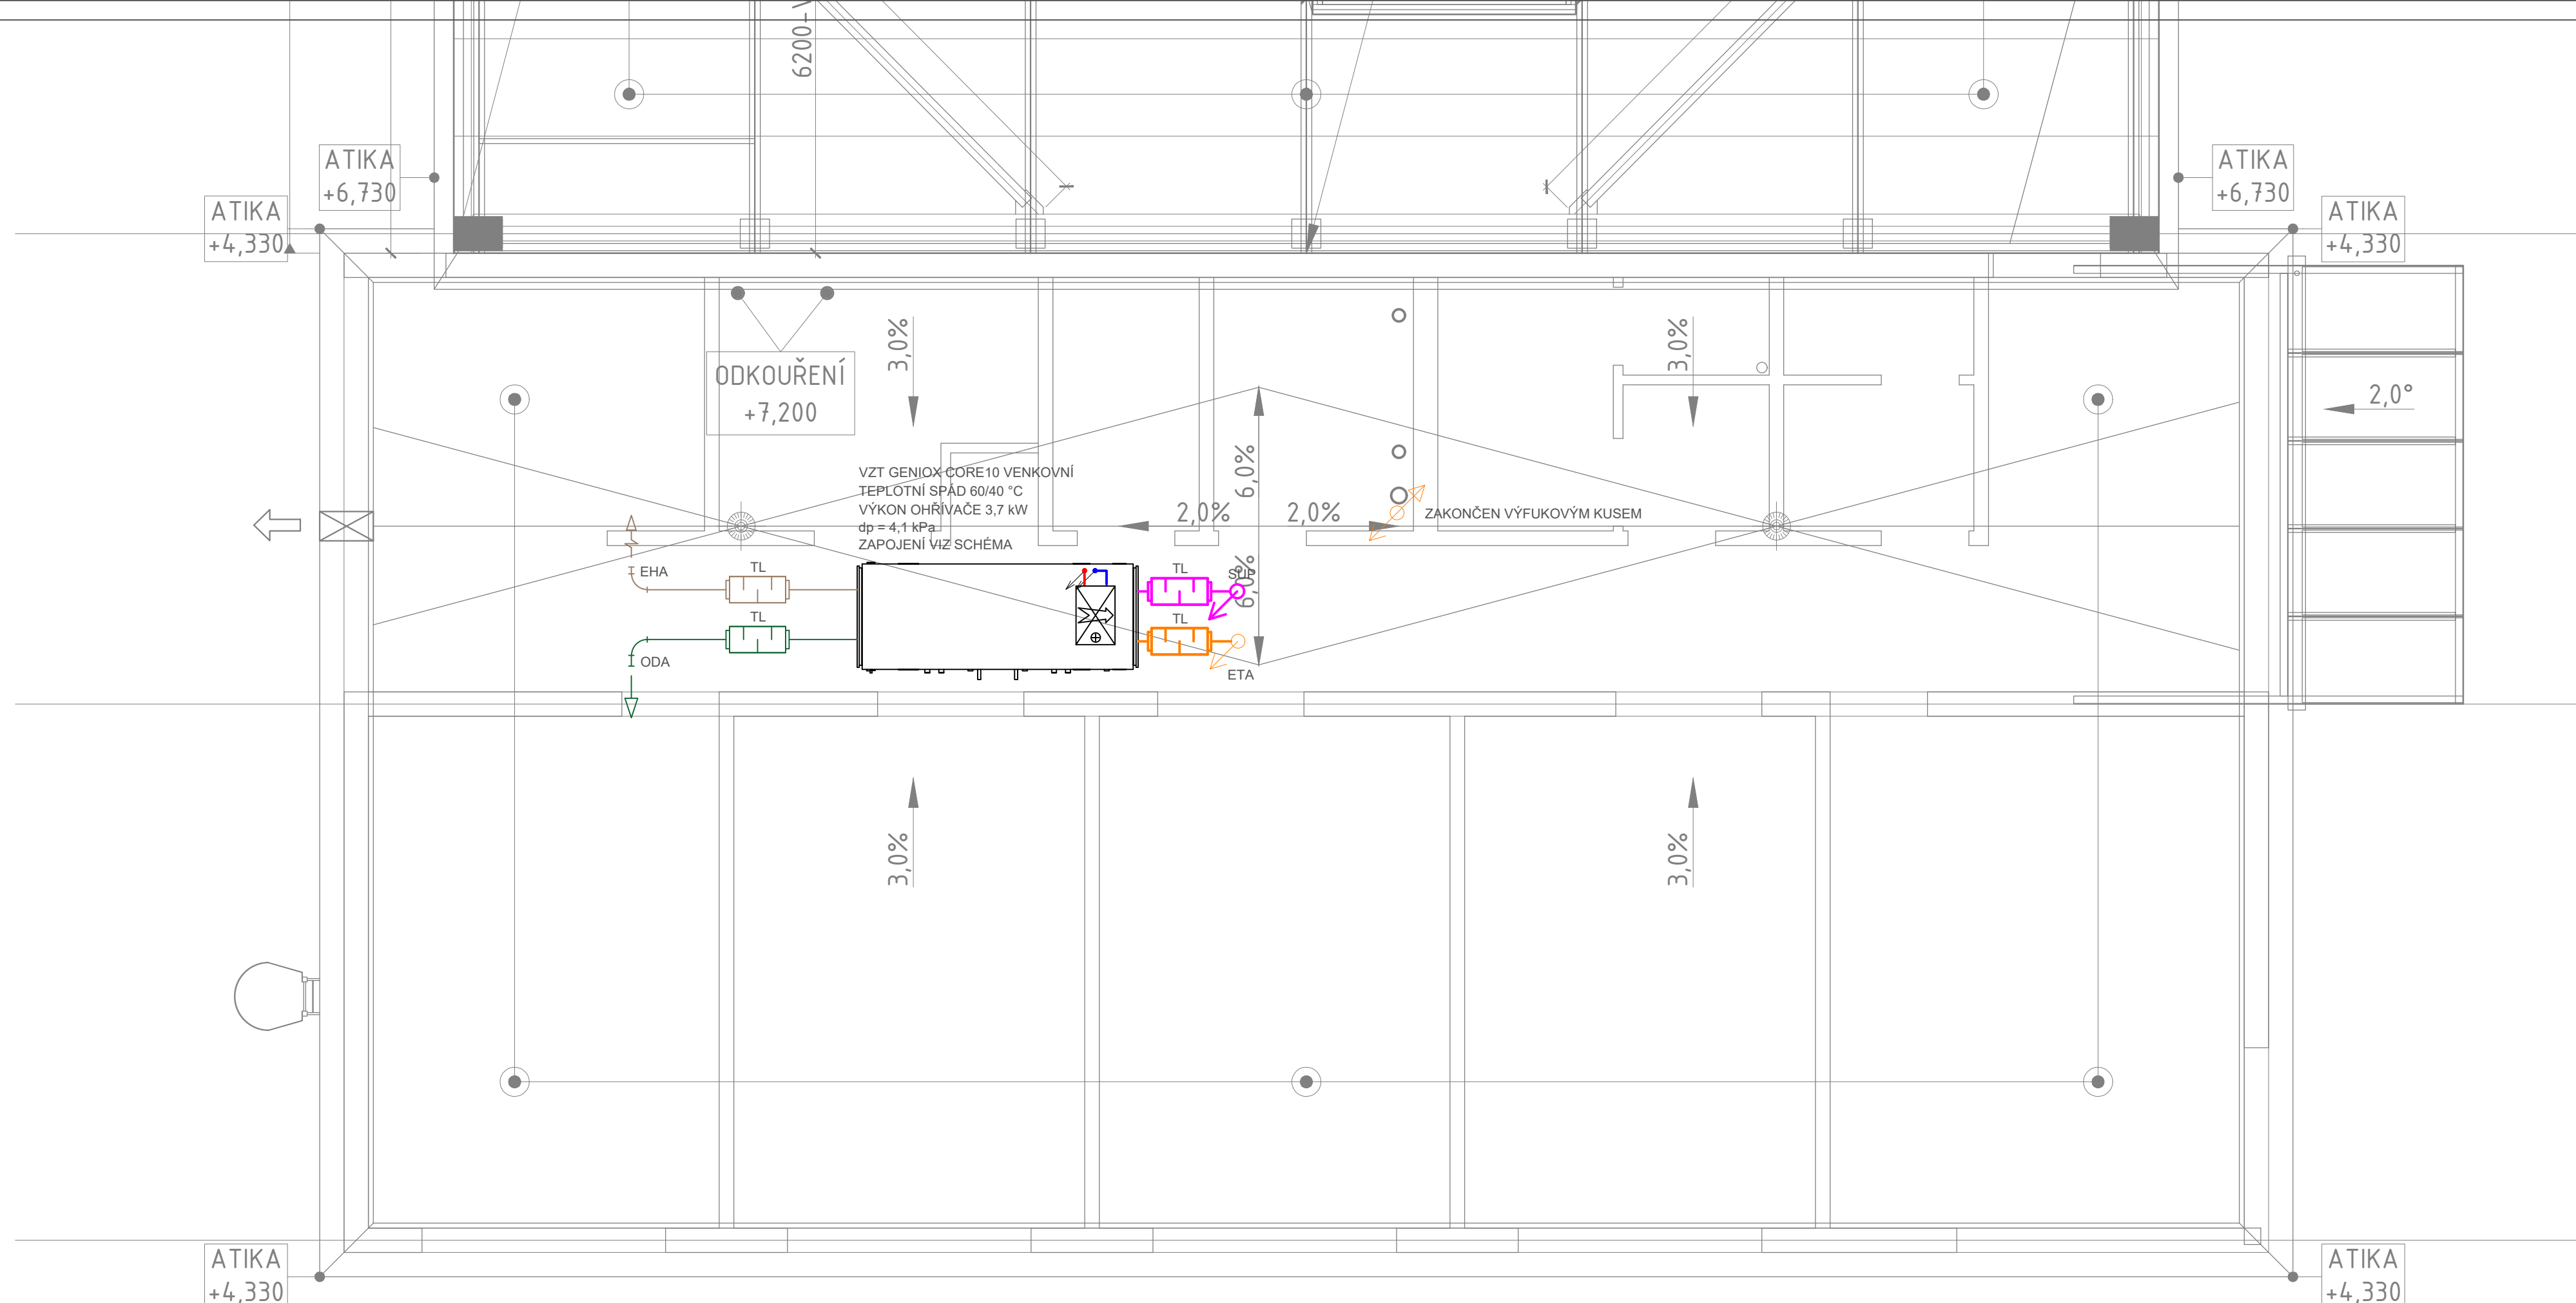 6200-
ATIKA
+6,730
ATIKA
+4,330
ATIKA
+6,730
ATIKA
+4,330
3,0%
3,0%
ODKOUŘENÍ
+7,200
2,0°
VZT GENIOX CORE10 VENKOVNÍ
TEPLOTNÍ SPÁD 60/40 °C
VÝKON OHŘÍVAČE 3,7 kW
dp = 4,1 kPa
ZAPOJENÍ VIZ SCHÉMA
6,0%
2,0%
2,0%
ZAKONČEN VÝFUKOVÝM KUSEM
EHA
TL
TL
SUP
6,0%
TL
TL
ODA
ETA
3,0%
3,0%
ATIKA
+4,330
ATIKA
+4,330